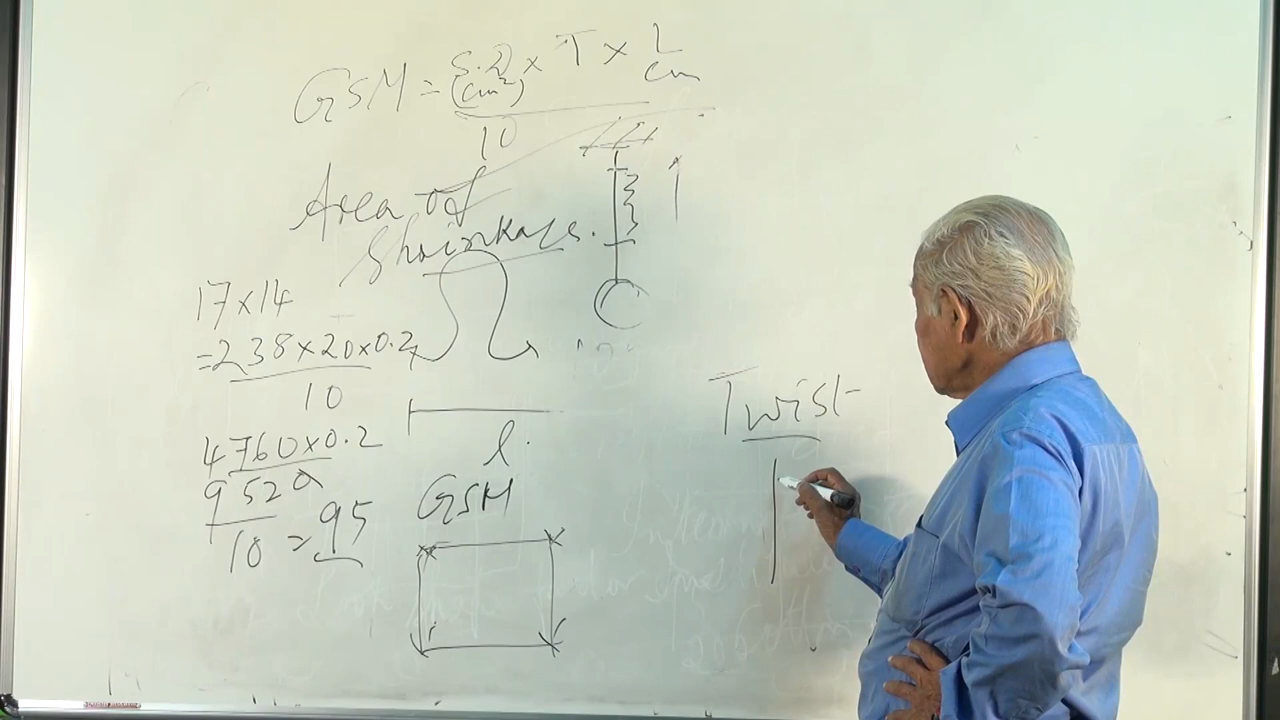 GSM = S.D (cm²) × T × L cm
10
Area of
Shrinkage.
17 × 14
= 238 × 20 × 0.2
10
4760 × 0.2
952
10 = 95
l.
GSM
Twist